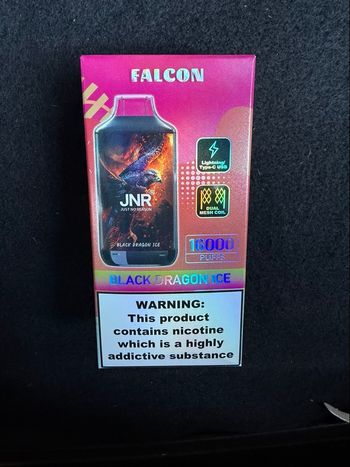 FALCON
JNR
JUST NO REASON
BLACK DRAGON ICE
Lightning
Type-C USB
DUAL
MESH COIL
16000
PUFFS
BLACK DRAGON ICE
WARNING:
This product
contains nicotine
which is a highly
addictive substance